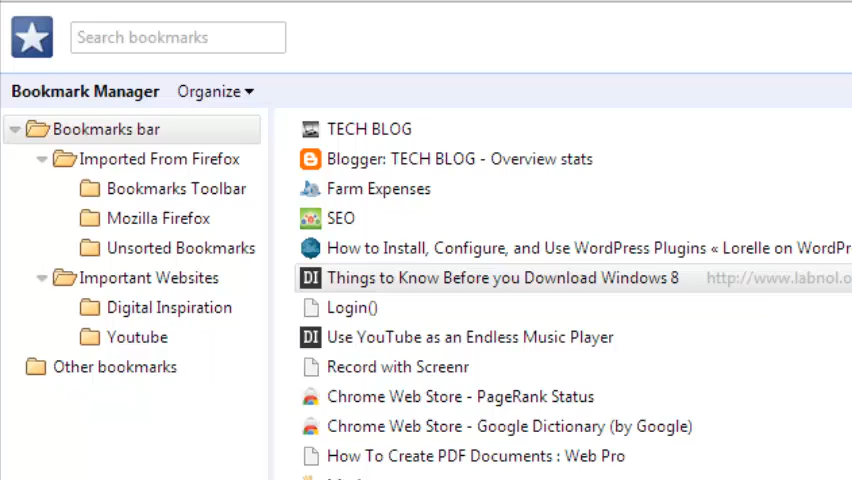 Search bookmarks
Bookmark Manager Organize
Bookmarks bar
Imported From Firefox
Bookmarks Toolbar
Mozilla Firefox
Unsorted Bookmarks
Important Websites
Digital Inspiration
Youtube
Other bookmarks
TECH BLOG
Blogger: TECH BLOG - Overview stats
Farm Expenses
SEO
How to Install, Configure, and Use WordPress Plugins « Lorelle on WordPr
DI Things to Know Before you Download Windows 8 http://www.labnol.o
Login()
DI Use YouTube as an Endless Music Player
Record with Screenr
Chrome Web Store - PageRank Status
Chrome Web Store - Google Dictionary (by Google)
How To Create PDF Documents : Web Pro